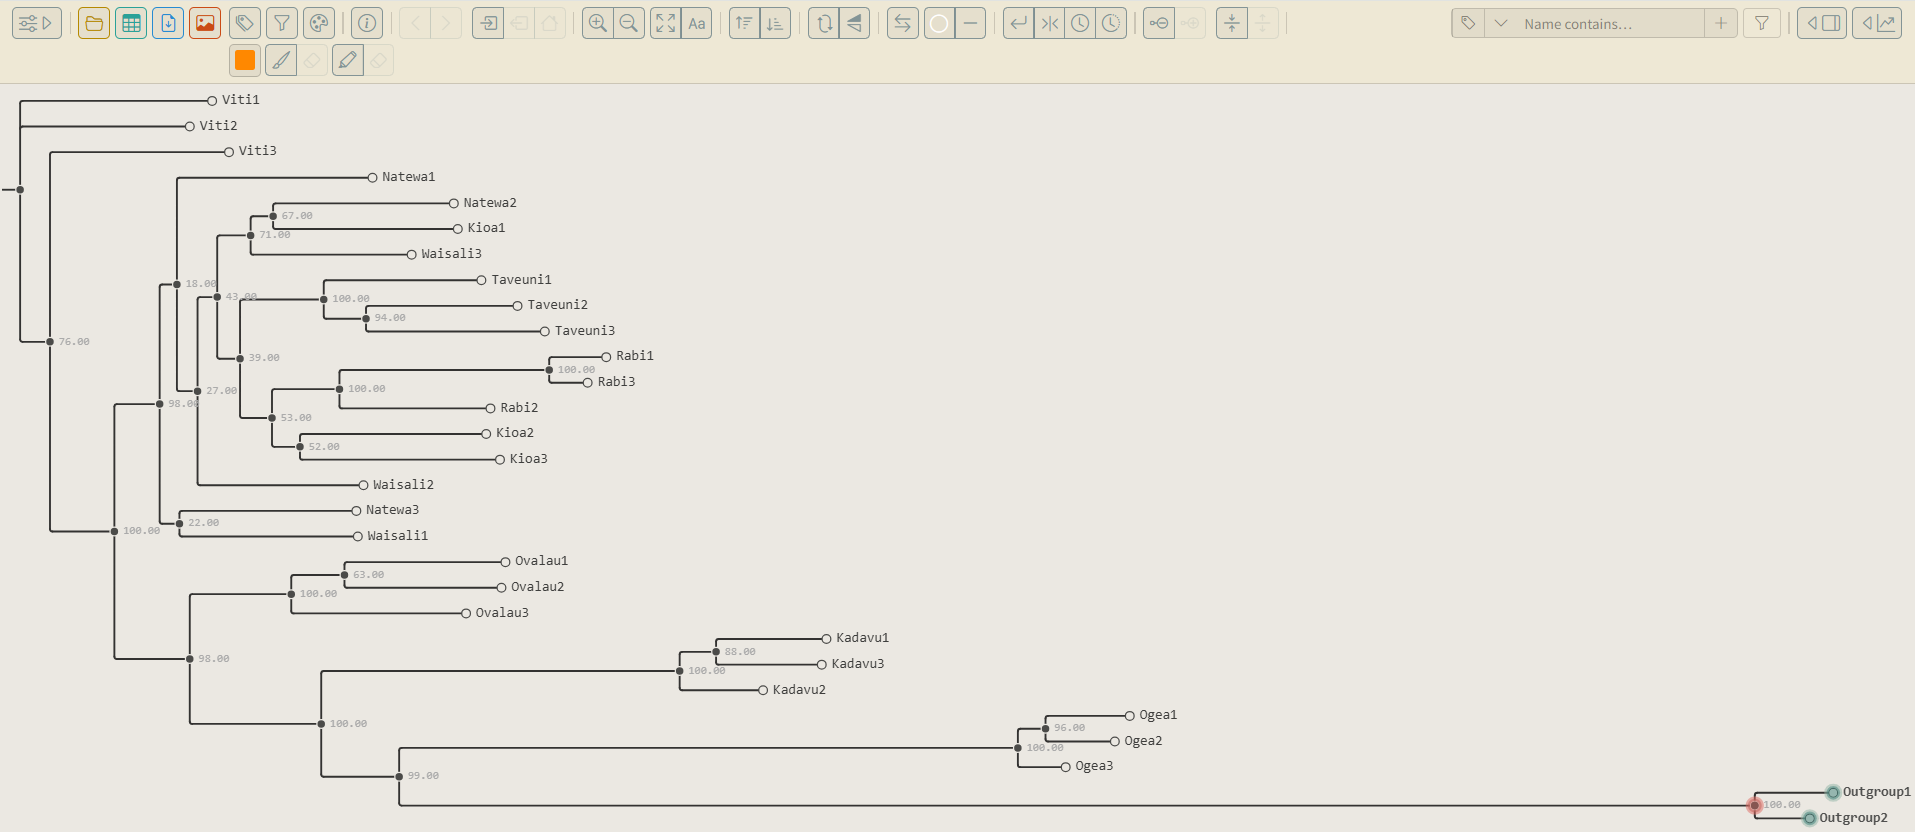 Aa
Name contains...
Viti1
Viti2
Viti3
Natewa1
Natewa2
67.00
Kioa1
71.00
Waisali3
Taveuni1
18.00
43.00
100.00
Taveuni2
94.00
Taveuni3
76.00
39.00
Rabi1
100.00
Rabi3
100.00
27.00
98.00
Rabi2
53.00
Kioa2
52.00
Kioa3
Waisali2
Natewa3
22.00
100.00
Waisali1
Ovalau1
63.00
Ovalau2
100.00
Ovalau3
Kadavu1
88.00
98.00
Kadavu3
100.00
Kadavu2
Ogea1
100.00
96.00
Ogea2
100.00
Ogea3
99.00
Outgroup1
100.00
Outgroup2